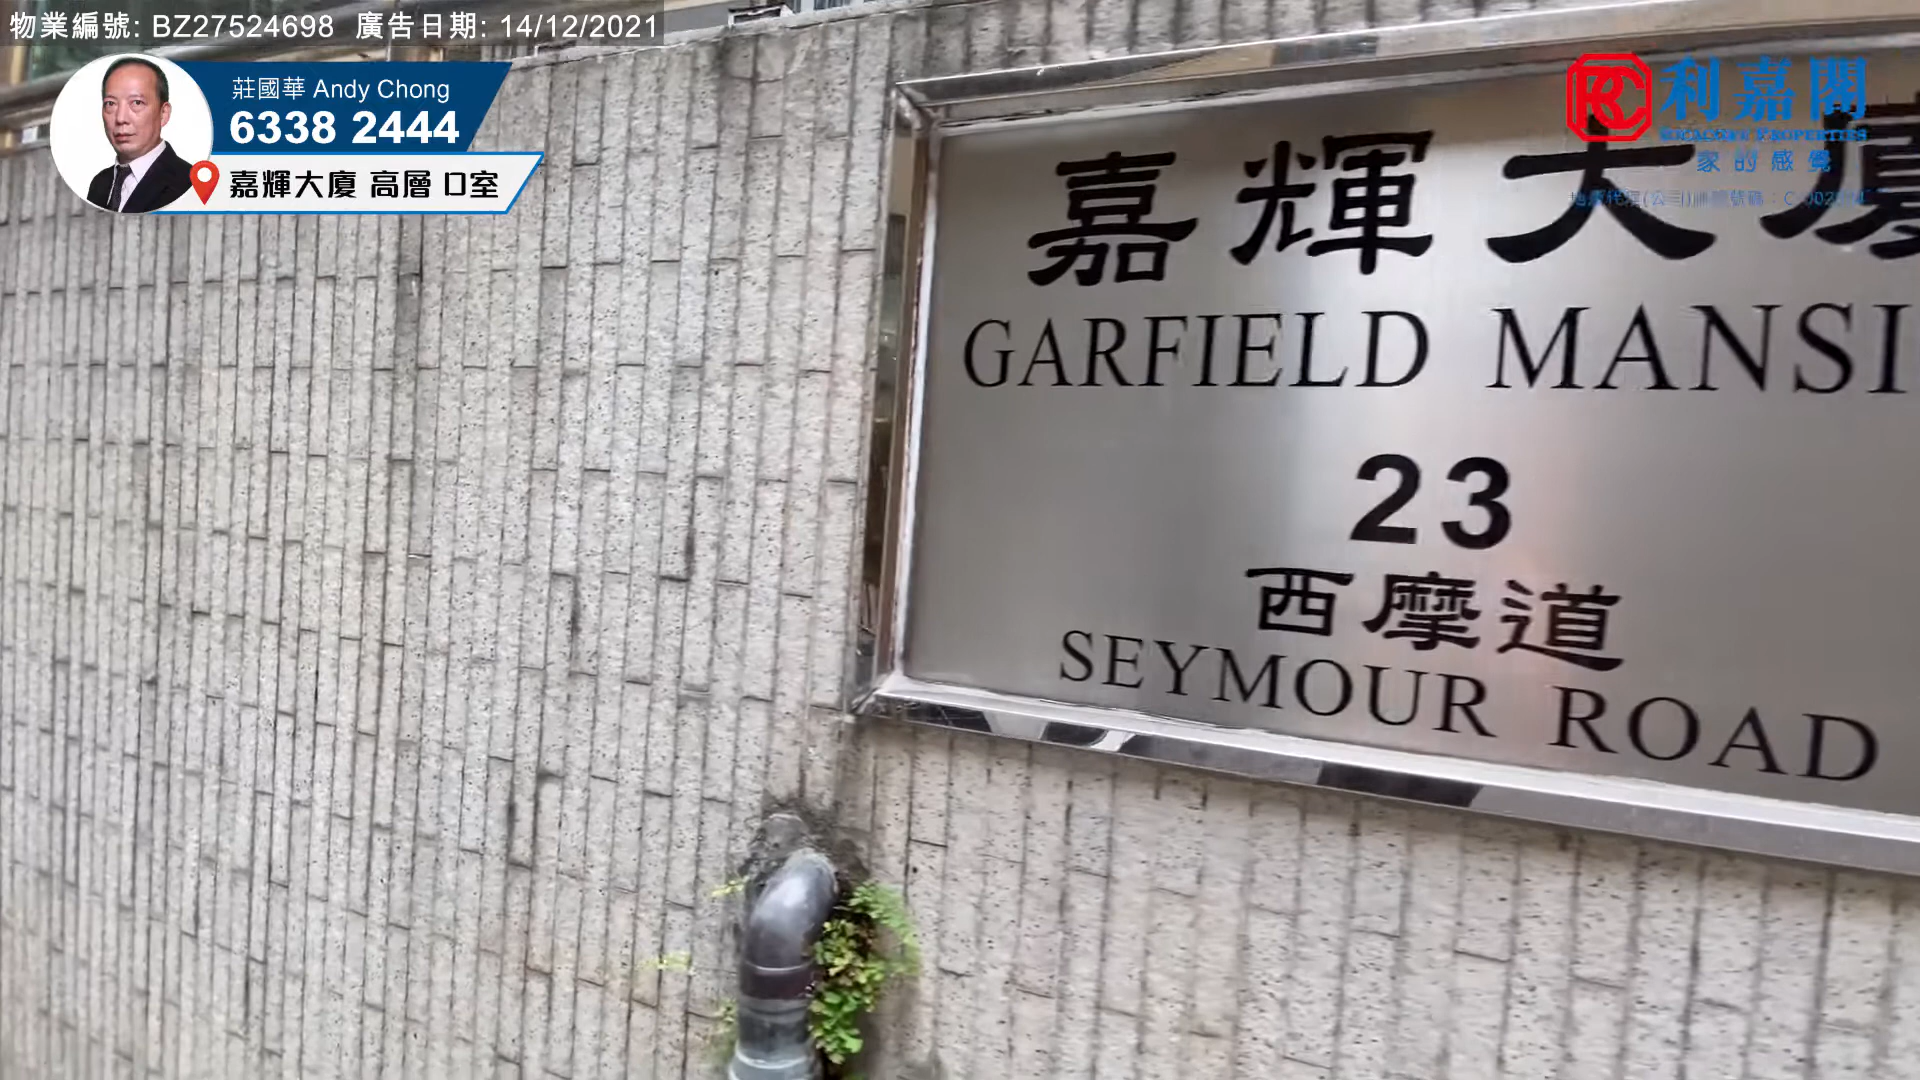 物業編號: BZ27524698 廣告日期: 14/12/2021
莊國華 Andy Chong
6338 2444
嘉輝大廈 高層 D室
利嘉閣
家的感覺
嘉輝大廈
GARFIELD MANSI
23
西摩道
SEYMOUR ROAD